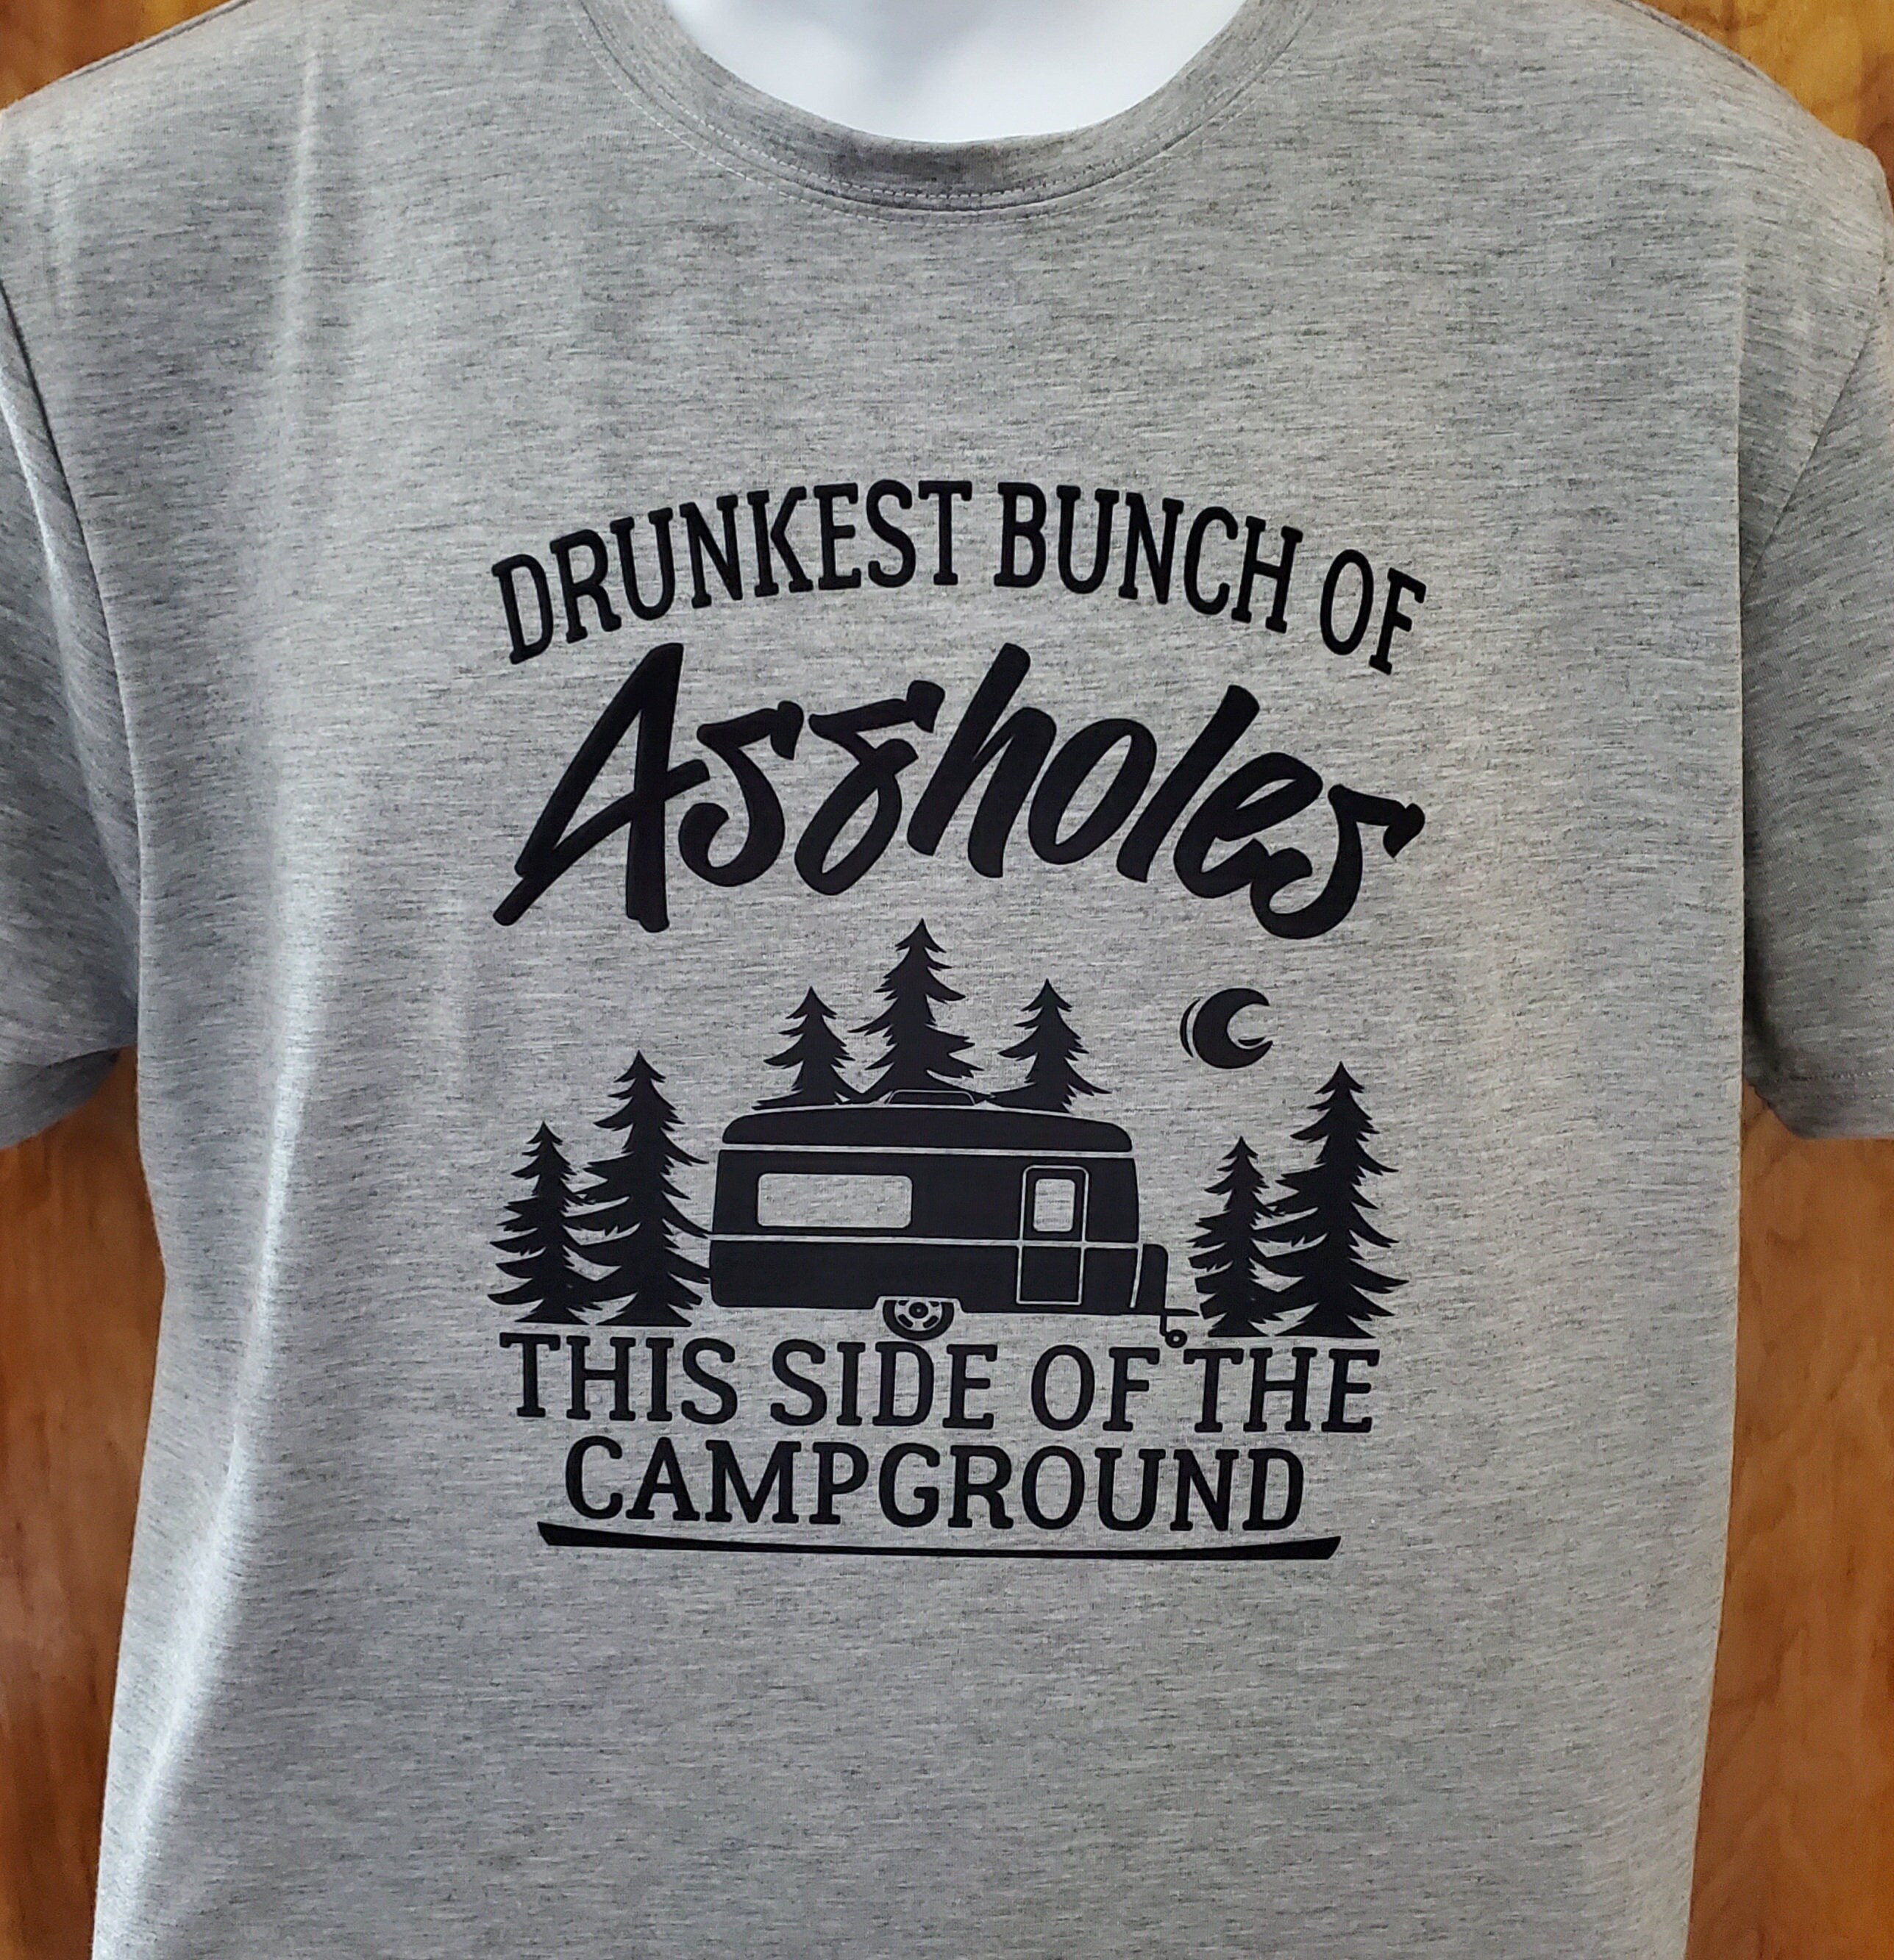 DRUNKEST BUNCH OF
Assholes
THIS SIDE OF THE
CAMPGROUND